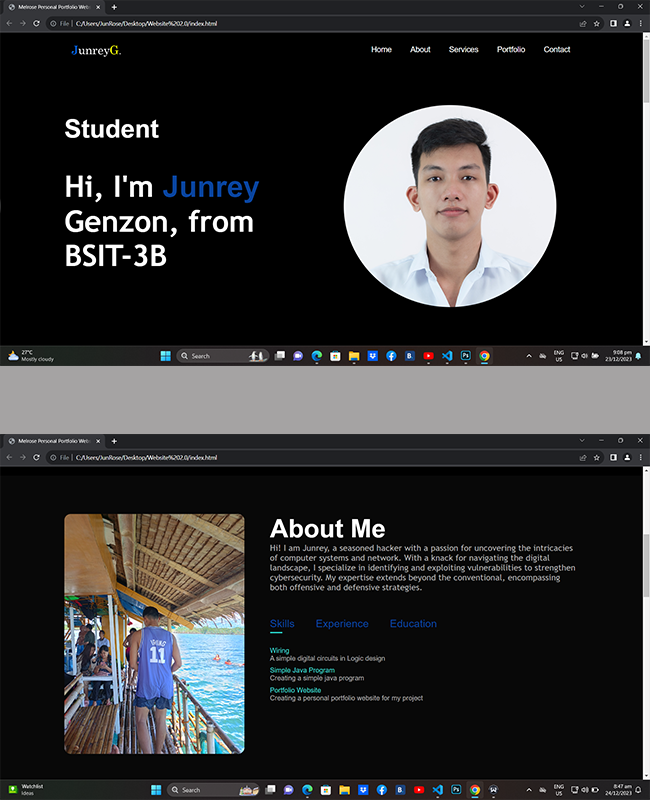 Melrose Personal Portfolio Web
File C:/Users/JunRose/Desktop/Website%202.0/index.html
JunreyG.
Home About Services Portfolio Contact
Student
Hi, I'm Junrey
Genzon, from
BSIT-3B
27°C
Mostly cloudy
Search
ENG
US
9:08 pm
23/12/2023
Melrose Personal Portfolio Web
File C:/Users/JunRose/Desktop/Website%202.0/index.html
About Me
Hi! I am Junrey, a seasoned hacker with a passion for uncovering the intricacies
of computer systems and network. With a knack for navigating the digital
landscape, I specialize in identifying and exploiting vulnerabilities to strengthen
cybersecurity. My expertise extends beyond the conventional, encompassing
both offensive and defensive strategies.
Skills Experience Education
Wiring
A simple digital circuits in Logic design
Simple Java Program
Creating a simple java program
Portfolio Website
Creating a personal portfolio website for my project
11
Watchlist
Ideas
Search
ENG
US
8:47 am
24/12/2023